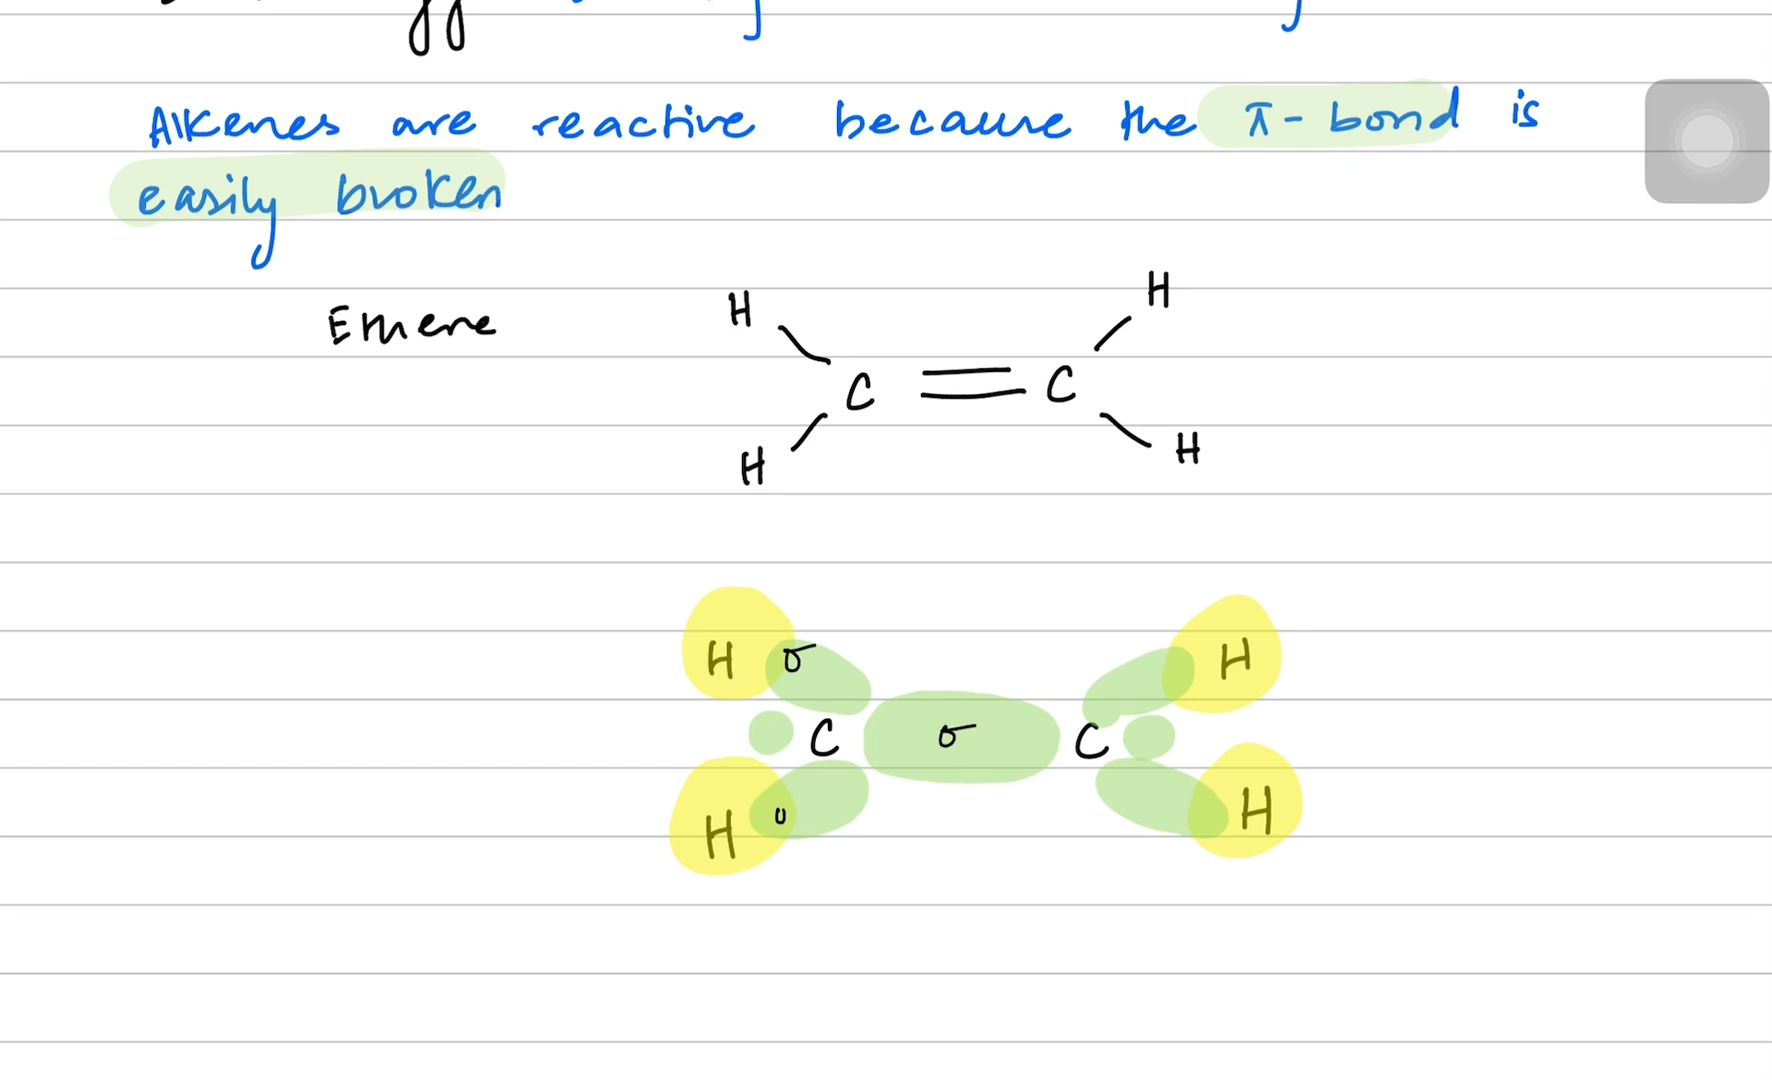 Alkenes are reactive because the π - bond is
easily broken
Ethene
H H
C = C
H H
H σ H
C σ C
H H